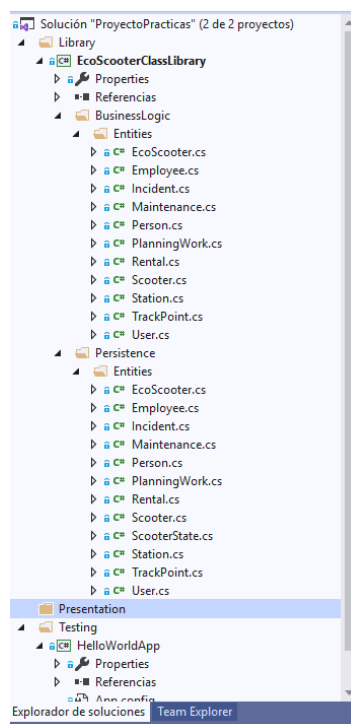 Solución "ProyectoPracticas" (2 de 2 proyectos)
Library
C# EcoScooterClassLibrary
Properties
Referencias
BusinessLogic
Entities
C# EcoScooter.cs
C# Employee.cs
C# Incident.cs
C# Maintenance.cs
C# Person.cs
C# PlanningWork.cs
C# Rental.cs
C# Scooter.cs
C# Station.cs
C# TrackPoint.cs
C# User.cs
Persistence
Entities
C# EcoScooter.cs
C# Employee.cs
C# Incident.cs
C# Maintenance.cs
C# Person.cs
C# PlanningWork.cs
C# Rental.cs
C# Scooter.cs
C# ScooterState.cs
C# Station.cs
C# TrackPoint.cs
C# User.cs
Presentation
Testing
C# HelloWorldApp
Properties
Referencias
App.config
Explorador de soluciones Team Explorer